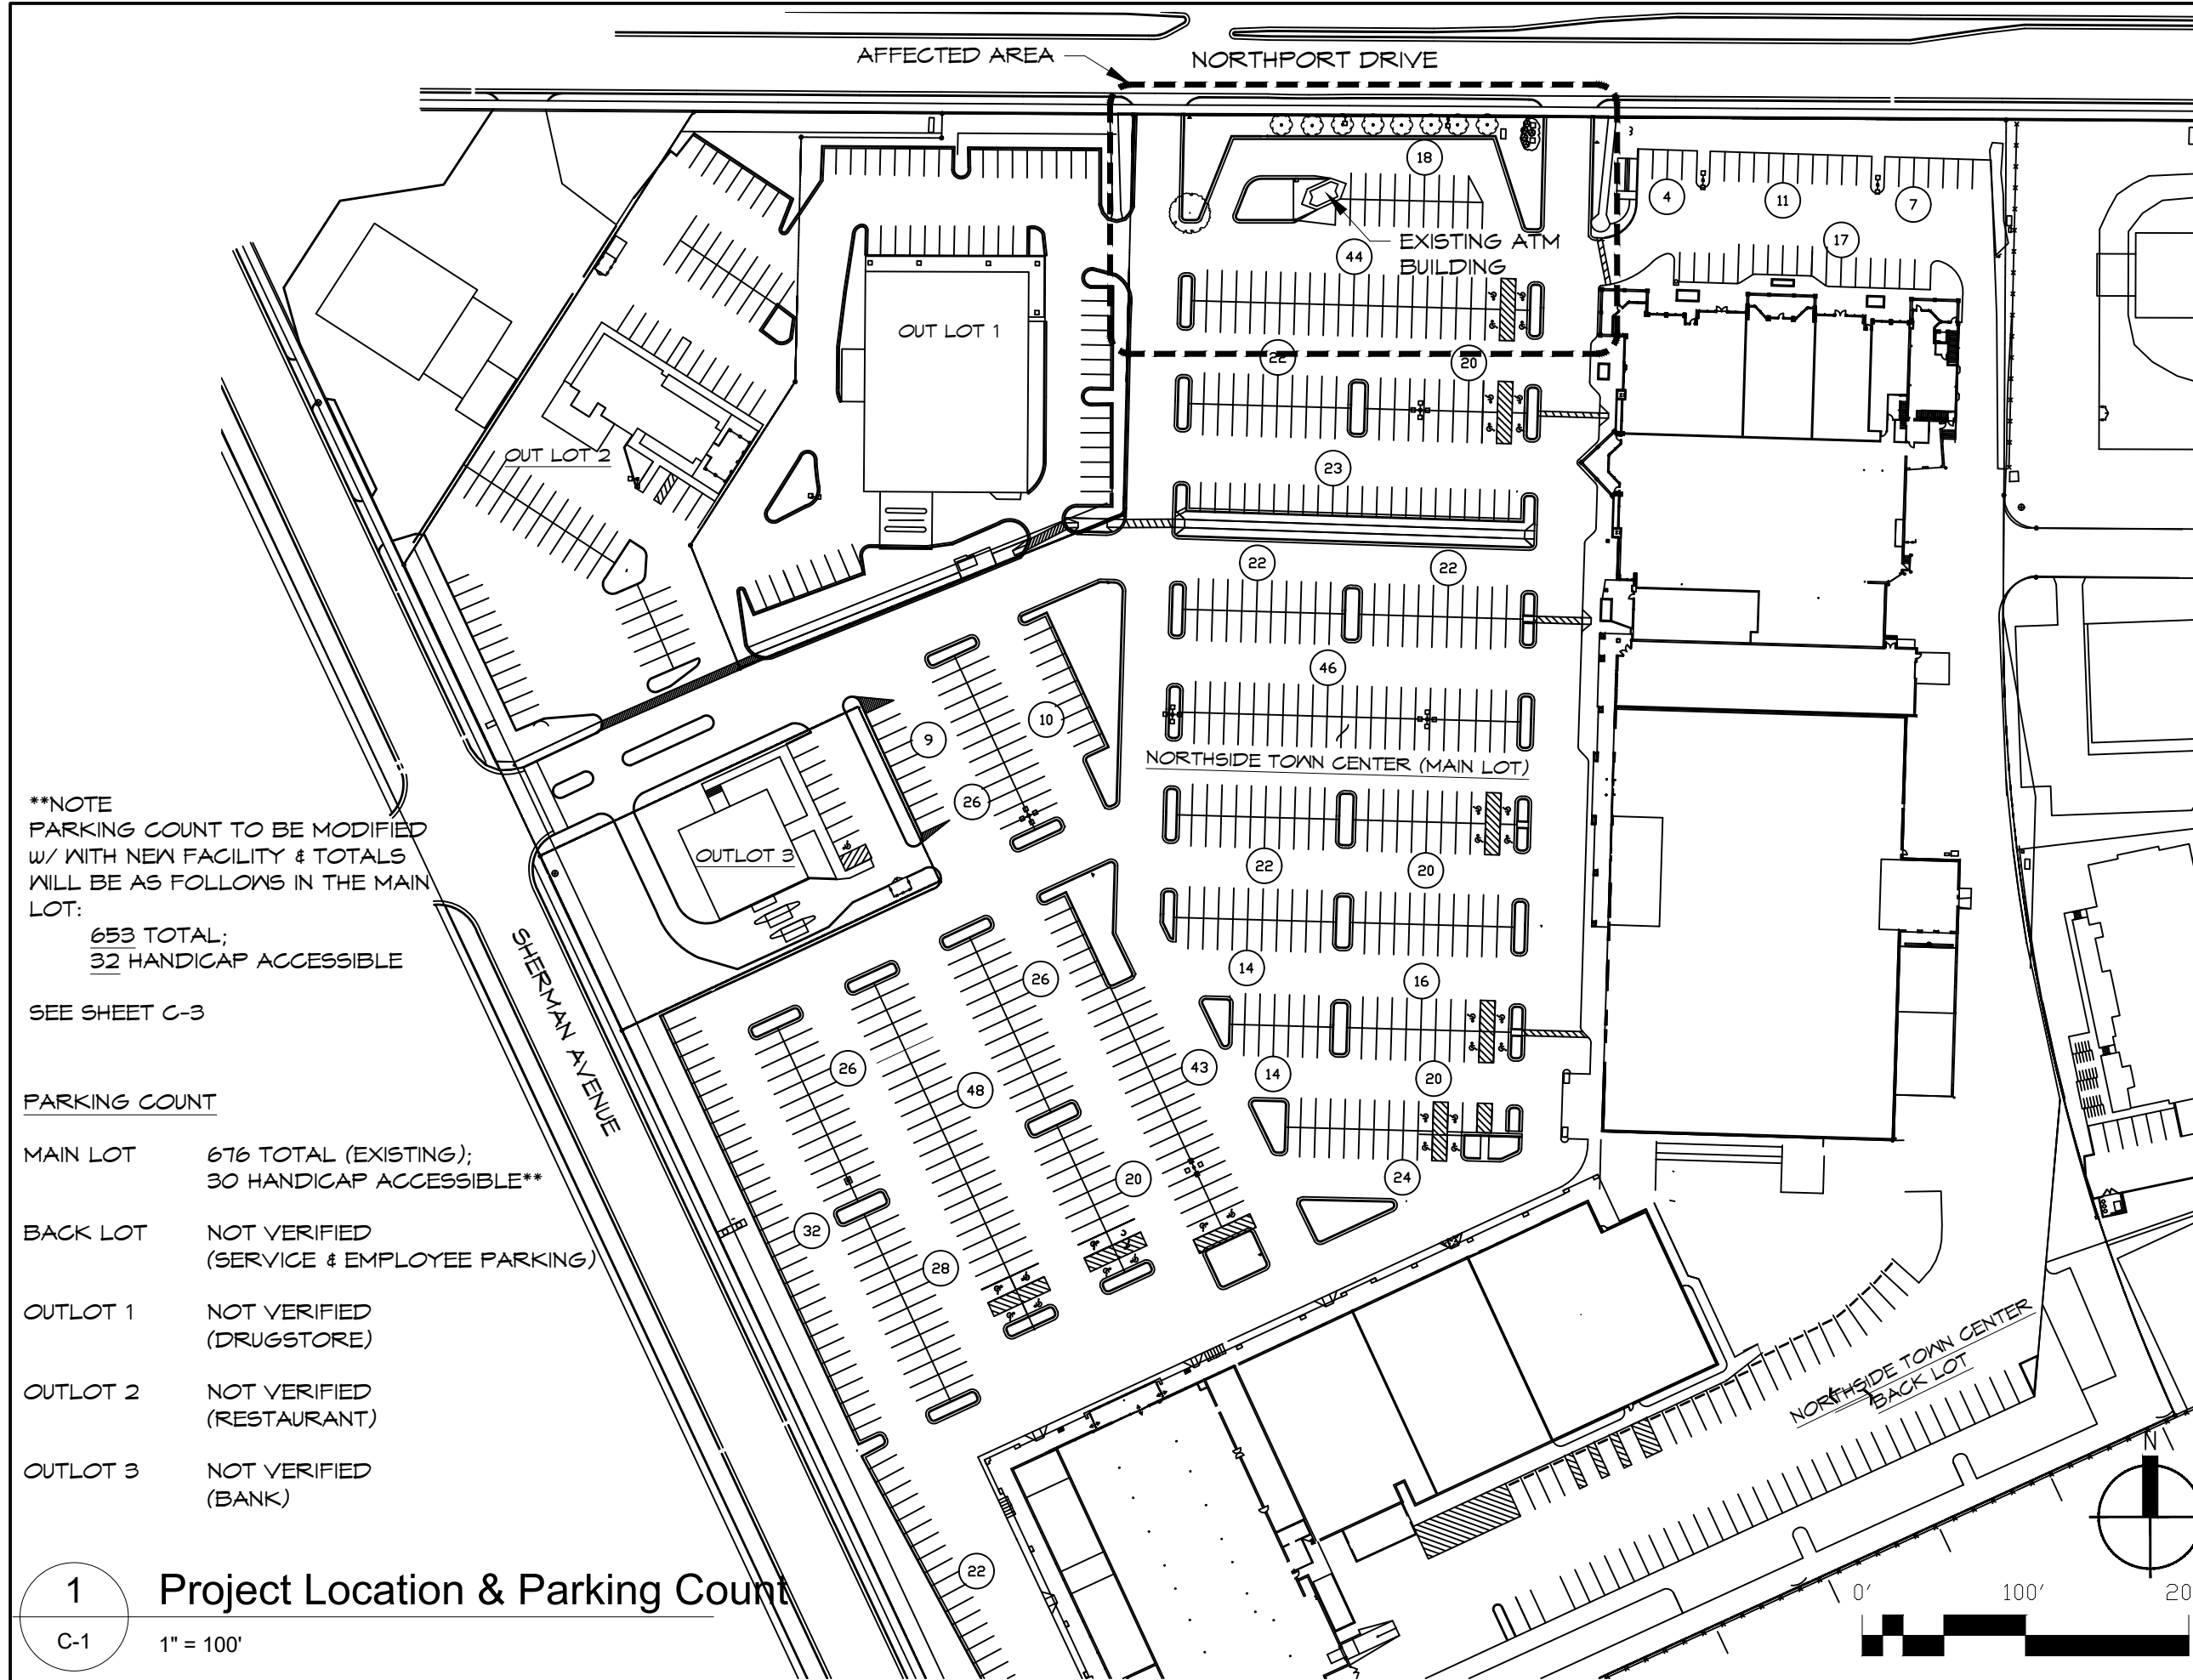 AFFECTED AREA
NORTHPORT DRIVE
18
4
11
7
17
EXISTING ATM
BUILDING
44
OUT LOT 1
22
20
OUT LOT 2
23
22
22
46
10
9
NORTHSIDE TOWN CENTER (MAIN LOT)
26
**NOTE
PARKING COUNT TO BE MODIFIED
w/ WITH NEW FACILITY & TOTALS
WILL BE AS FOLLOWS IN THE MAIN
LOT:
653 TOTAL;
32 HANDICAP ACCESSIBLE
SEE SHEET C-3
OUTLOT 3
22
20
SHERMAN AVENUE
26
14
16
26
48
43
14
20
20
24
32
28
22
PARKING COUNT
MAIN LOT 676 TOTAL (EXISTING);
30 HANDICAP ACCESSIBLE**
BACK LOT NOT VERIFIED
(SERVICE & EMPLOYEE PARKING)
OUTLOT 1 NOT VERIFIED
(DRUGSTORE)
OUTLOT 2 NOT VERIFIED
(RESTAURANT)
OUTLOT 3 NOT VERIFIED
(BANK)
NORTHSIDE TOWN CENTER
BACK LOT
N
0' 100' 20
1
C-1
Project Location & Parking Count
1" = 100'